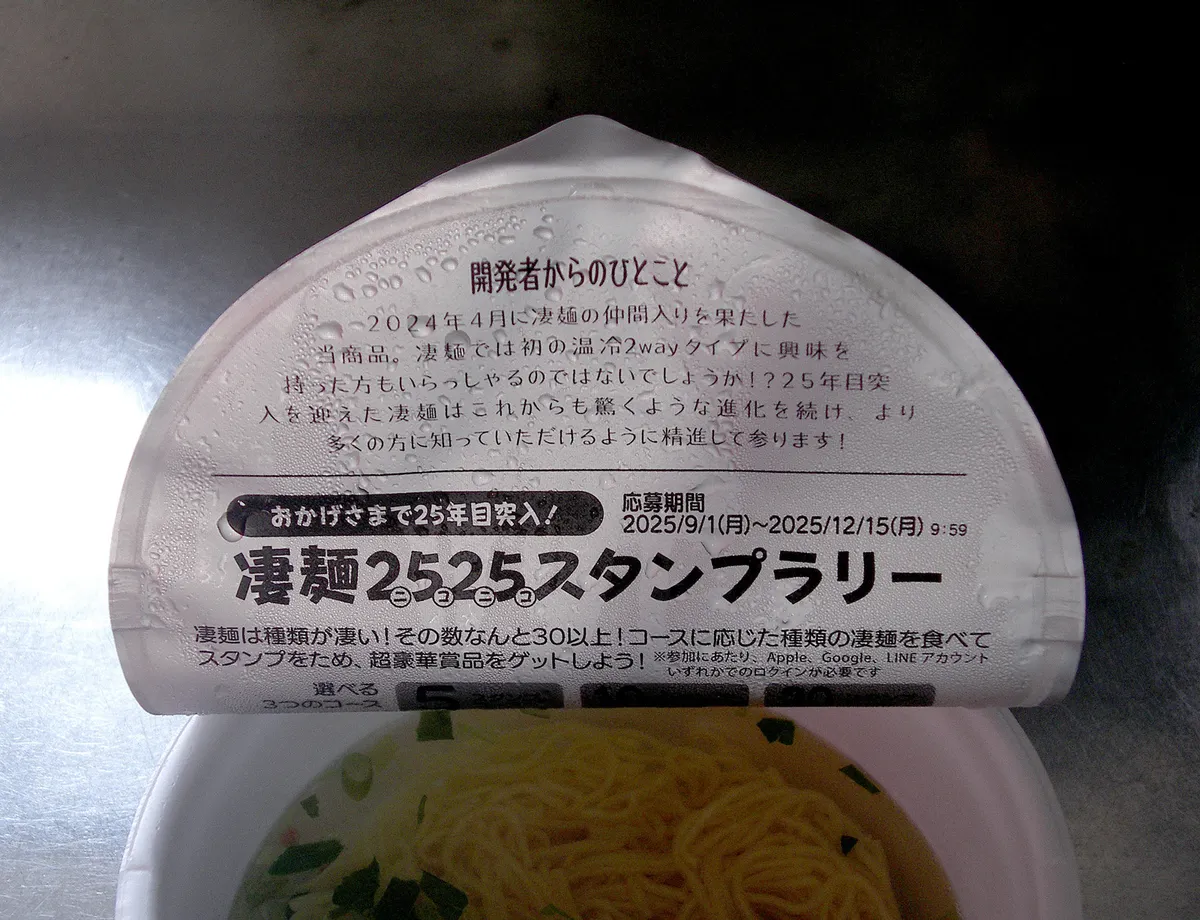 開発者からのひとこと
2024年4月に凄麺の仲間入りを果たした
当商品。凄麺では初の温冷2wayタイプに興味を
持った方もいらっしゃるのではないでしょうか!?25年目突
入を迎えた凄麺はこれからも驚くような進化を続け、より
多くの方に知っていただけるように精進して参ります!
おかげさまで25年目突入!
応募期間
2025/9/1(月)~2025/12/15(月) 9:59
凄麺2525スタンプラリー
ニコニコ
凄麺は種類が凄い!その数なんと30以上!コースに応じた種類の凄麺を食べて
スタンプをため、超豪華賞品をゲットしよう!
※参加にあたり、Apple、Google、LINEアカウント
いずれかでのログインが必要です
選べる
3つのコース
5